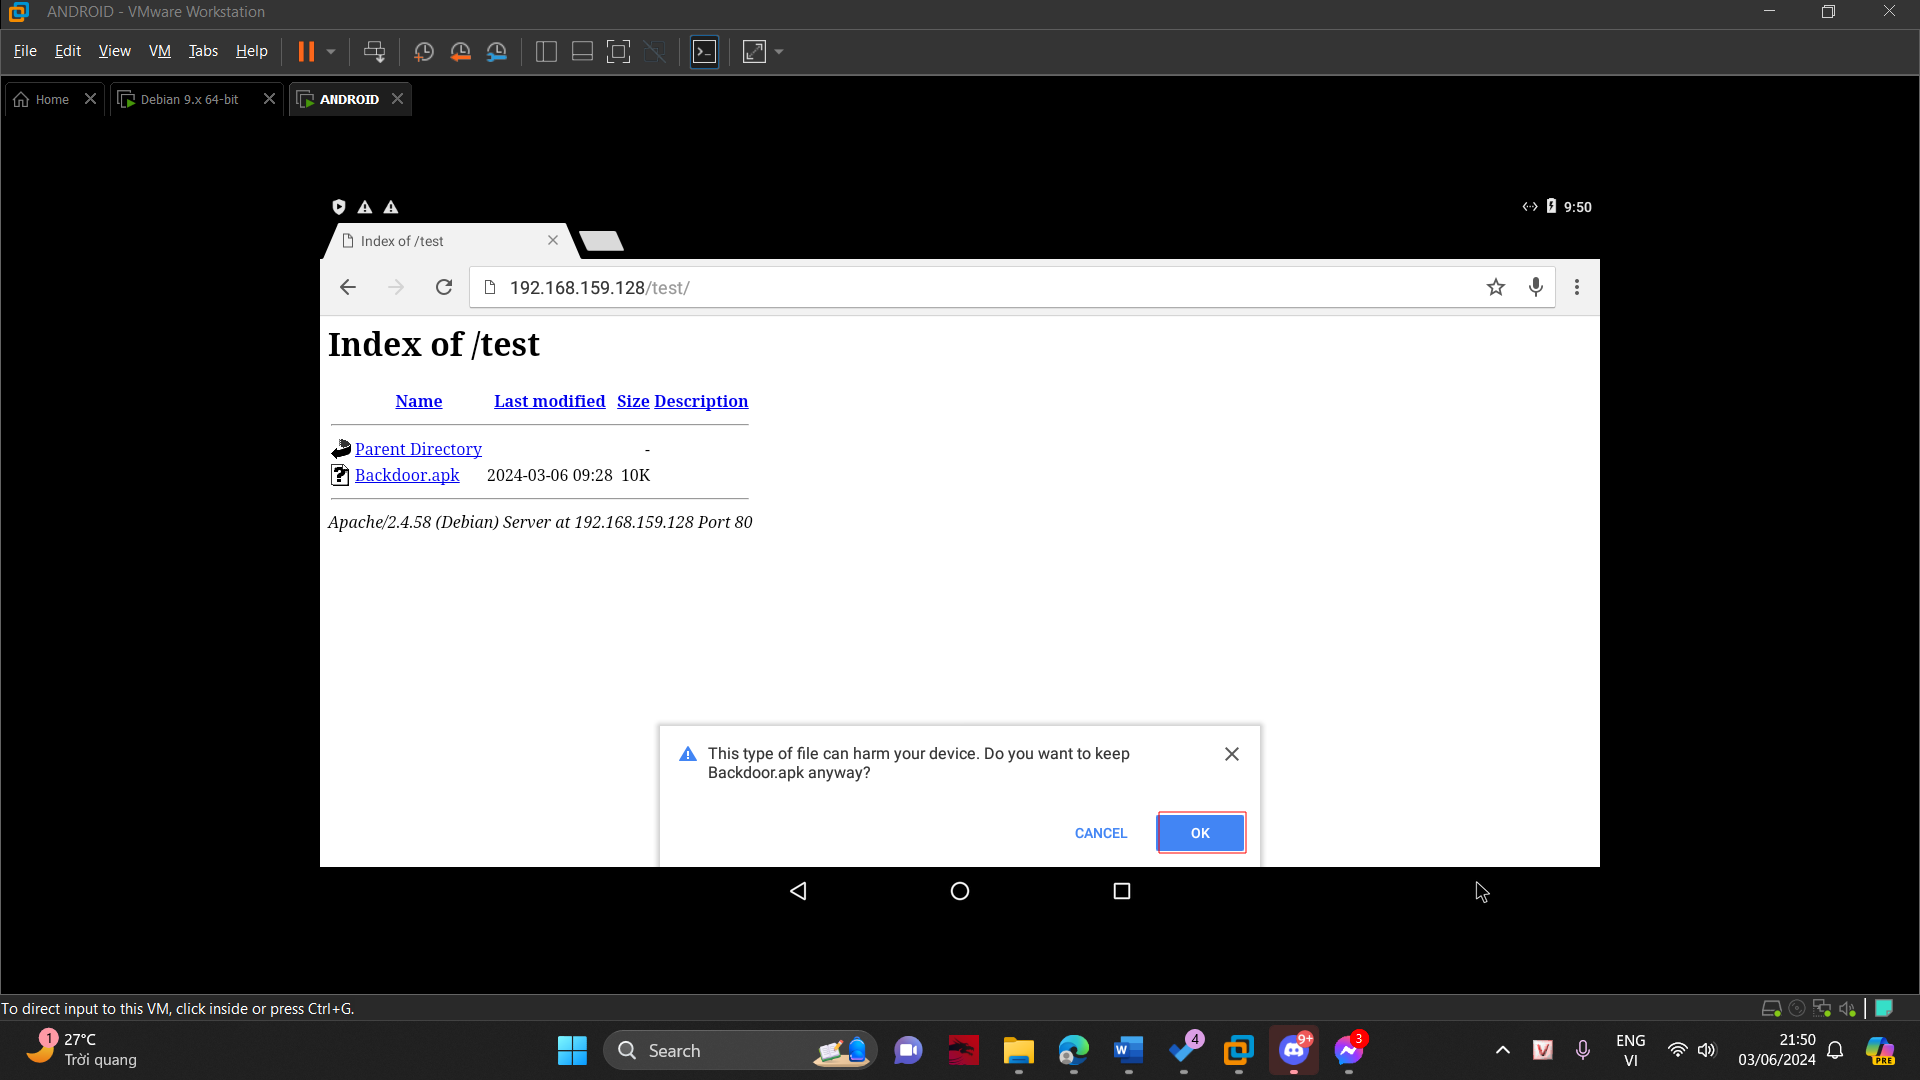 ANDROID - VMware Workstation
File Edit View VM Tabs Help
Home Debian 9.x 64-bit ANDROID
9:50
Index of /test
192.168.159.128/test/
Index of /test
Name Last modified Size Description
Parent Directory -
Backdoor.apk 2024-03-06 09:28 10K
Apache/2.4.58 (Debian) Server at 192.168.159.128 Port 80
This type of file can harm your device. Do you want to keep
Backdoor.apk anyway?
CANCEL OK
To direct input to this VM, click inside or press Ctrl+G.
1 27°C
Trời quang
Search
W
4
9+
3
V
ENG
VI
21:50
03/06/2024
PRE